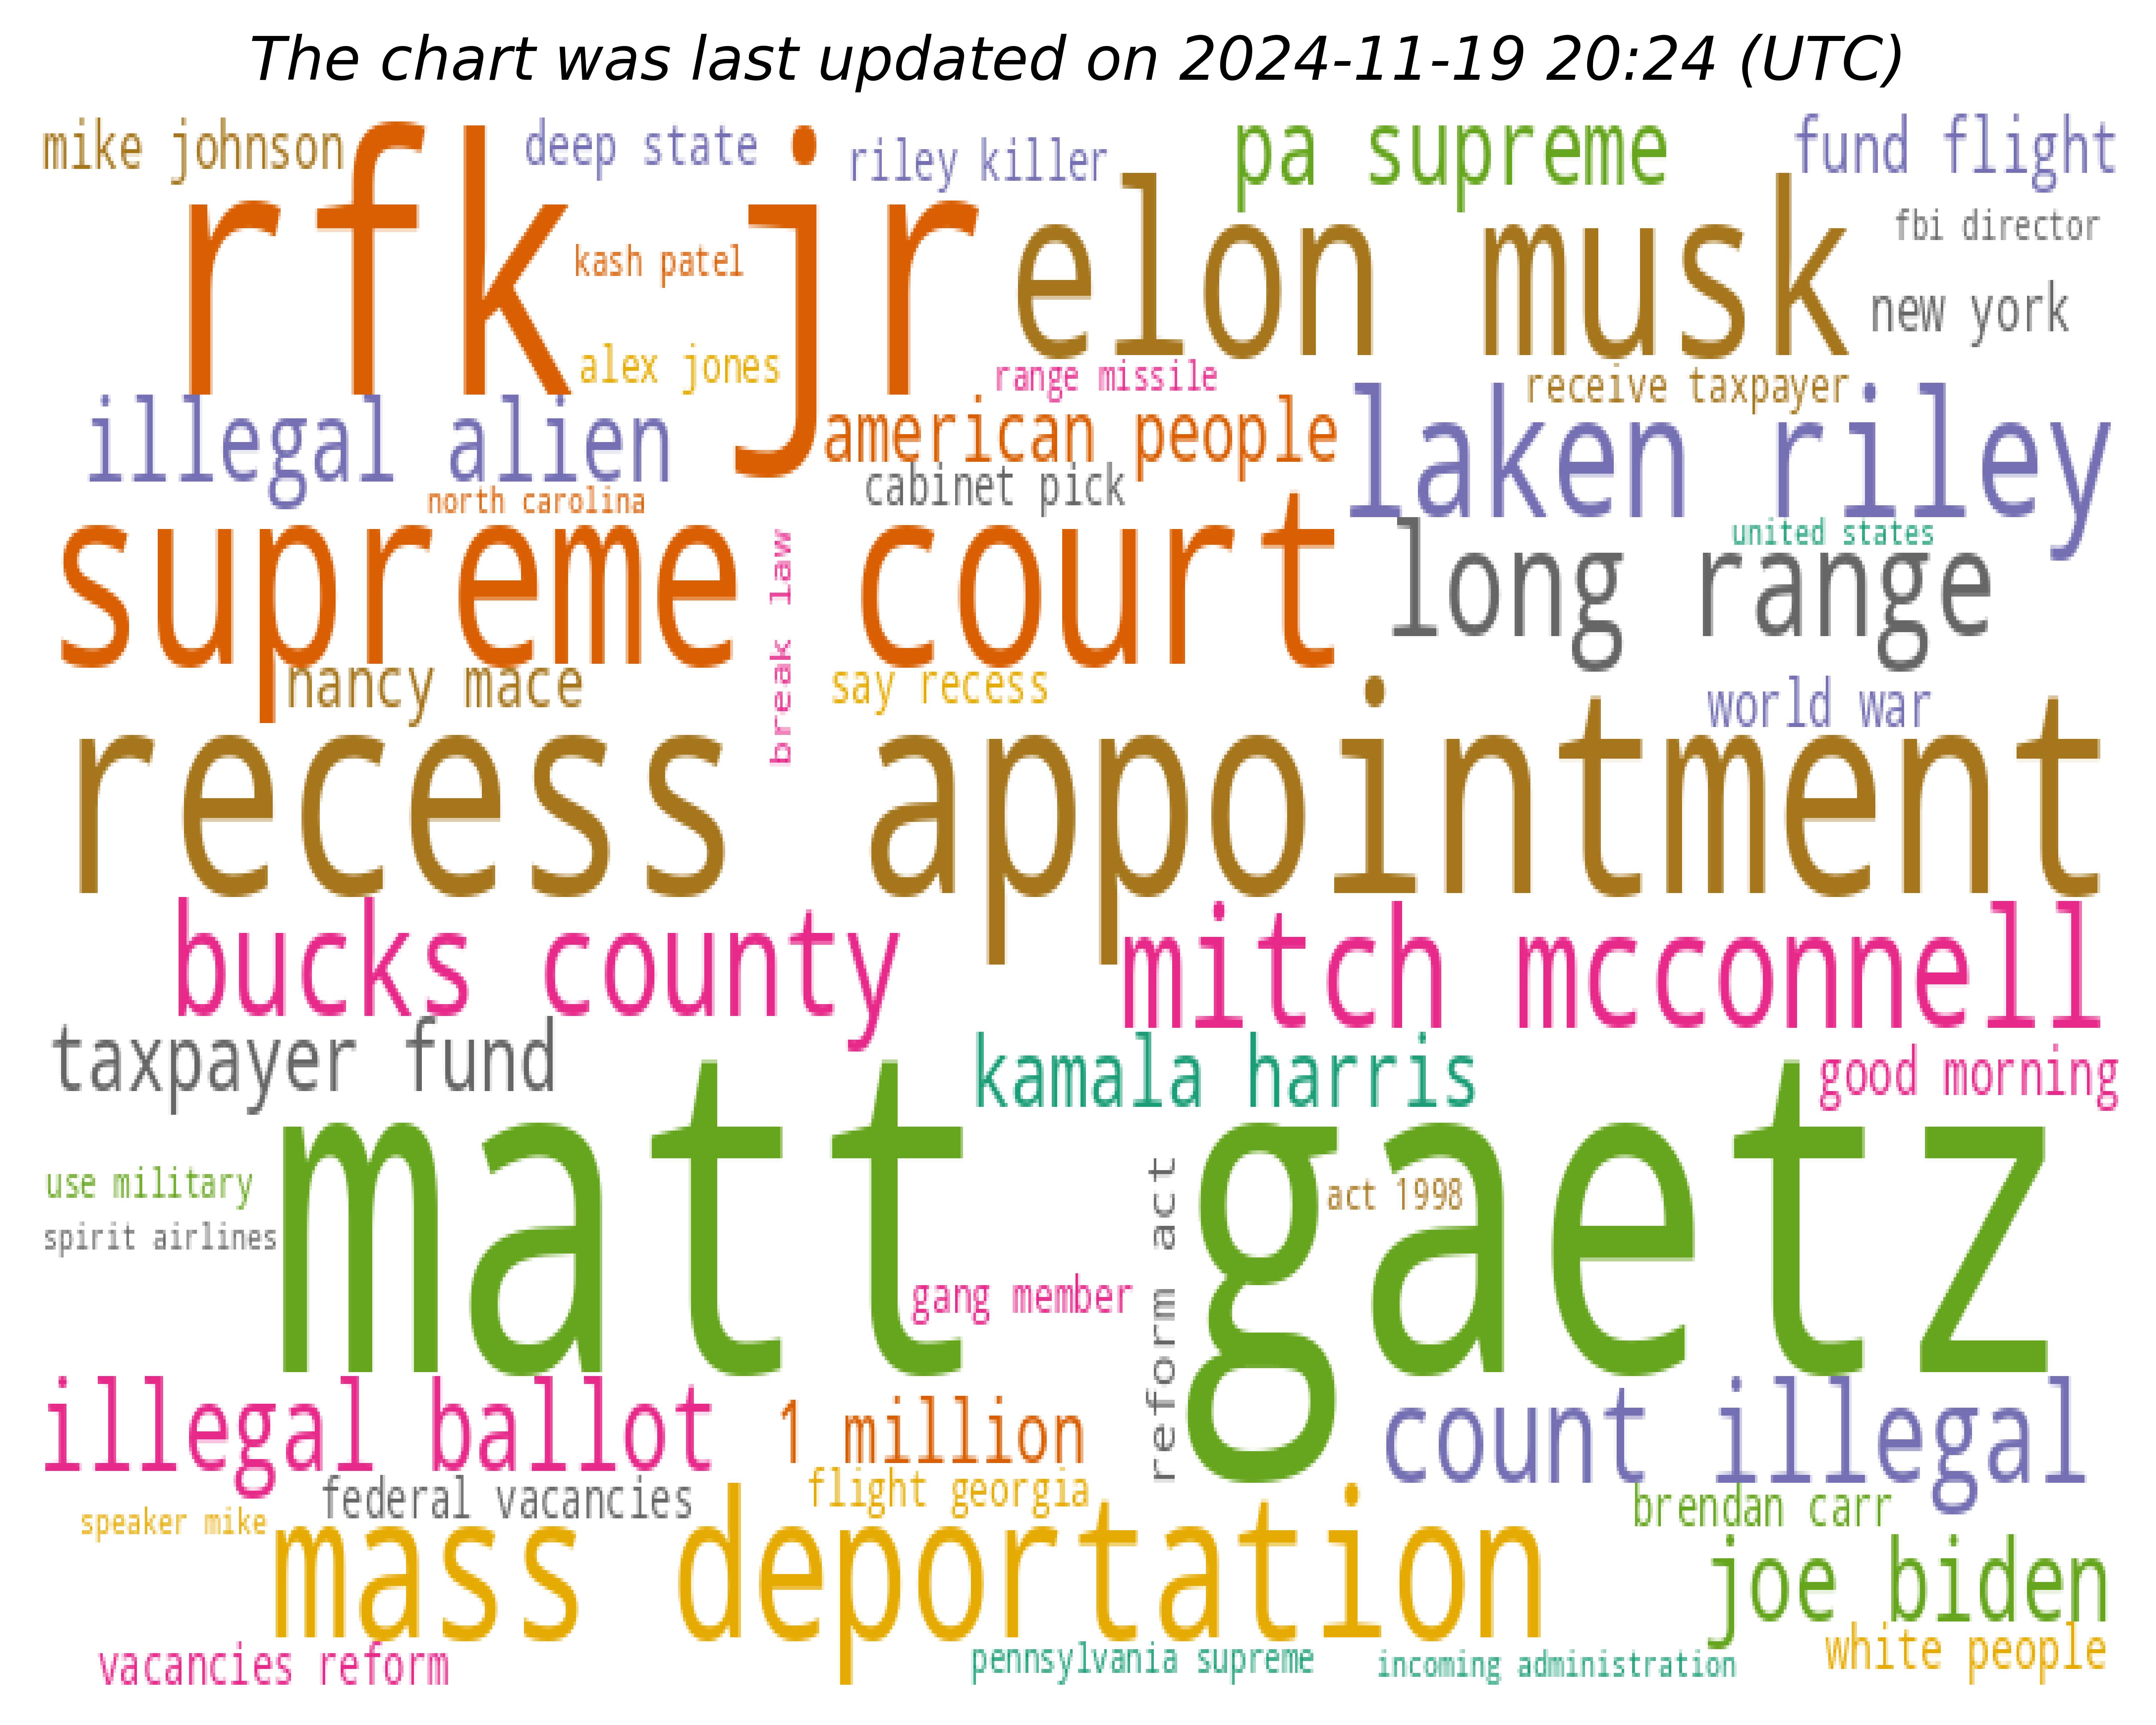 The chart was last updated on 2024-11-19 20:24 (UTC)
mike johnson
deep state
riley killer
pa supreme
fund flight
rfk jr
elon musk
fbi director
kash patel
new york
alex jones
range missile
receive taxpayer
illegal alien
american people
laken riley
cabinet pick
north carolina
supreme court
break law
long range
united states
nancy mace
say recess
world war
recess appointment
bucks county
mitch mcconnell
taxpayer fund
kamala harris
good morning
matt gaetz
use military
act 1998
spirit airlines
reform act
gang member
illegal ballot
1 million
count illegal
federal vacancies
flight georgia
brendan carr
speaker mike
mass deportation
joe biden
white people
vacancies reform
pennsylvania supreme
incoming administration